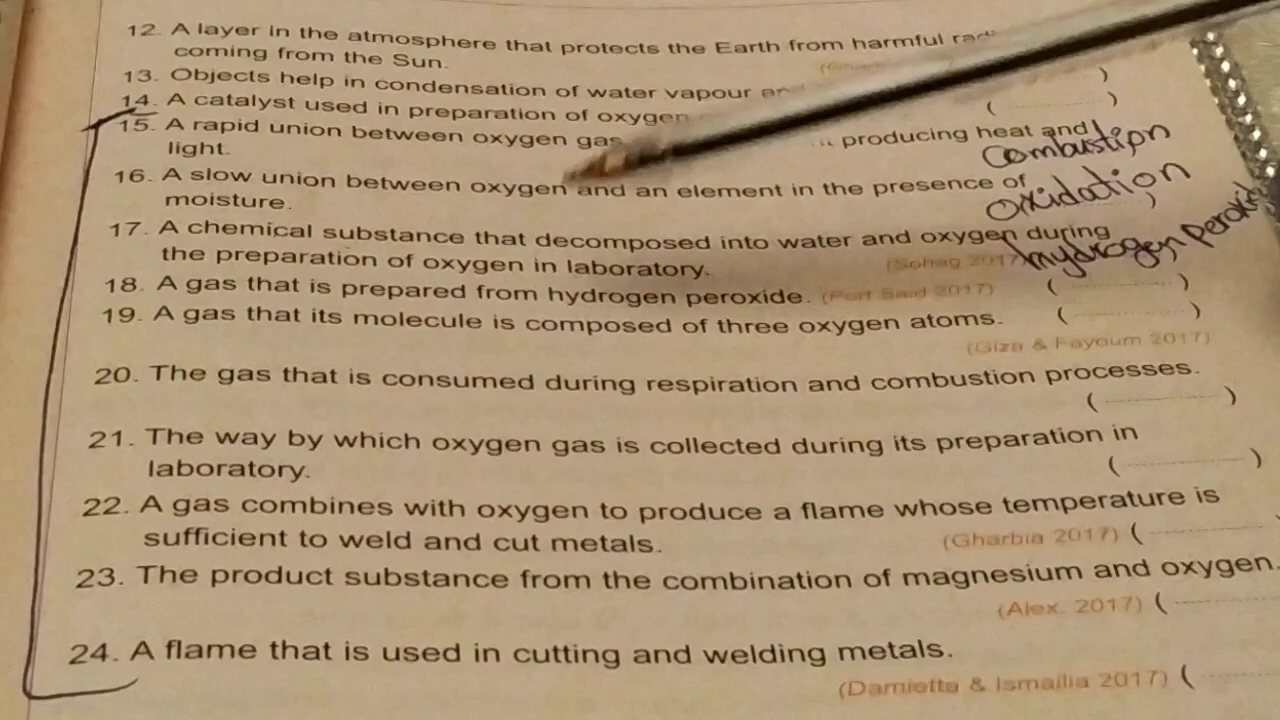 12. A layer in the atmosphere that protects the Earth from harmful
coming from the Sun.
13. Objects help in condensation of water vapour
( ............ )
14. A catalyst used in preparation of oxygen
( ............ )
15. A rapid union between oxygen gas producing heat and
light.
Combustion
16. A slow union between oxygen and an element in the presence of
moisture.
Oxidation
17. A chemical substance that decomposed into water and oxygen during
the preparation of oxygen in laboratory. (Sohag 2017)
hydrogen
18. A gas that is prepared from hydrogen peroxide. (Port Said 2017) ( ............ )
19. A gas that its molecule is composed of three oxygen atoms. ( ............ )
(Giza & Fayoum 2017)
20. The gas that is consumed during respiration and combustion processes.
( ............ )
21. The way by which oxygen gas is collected during its preparation in
laboratory. ( ............ )
22. A gas combines with oxygen to produce a flame whose temperature is
sufficient to weld and cut metals. (Gharbia 2017) ( ............
23. The product substance from the combination of magnesium and oxygen.
(Alex. 2017) ( ............
24. A flame that is used in cutting and welding metals.
(Damietta & Ismailia 2017) ( ............